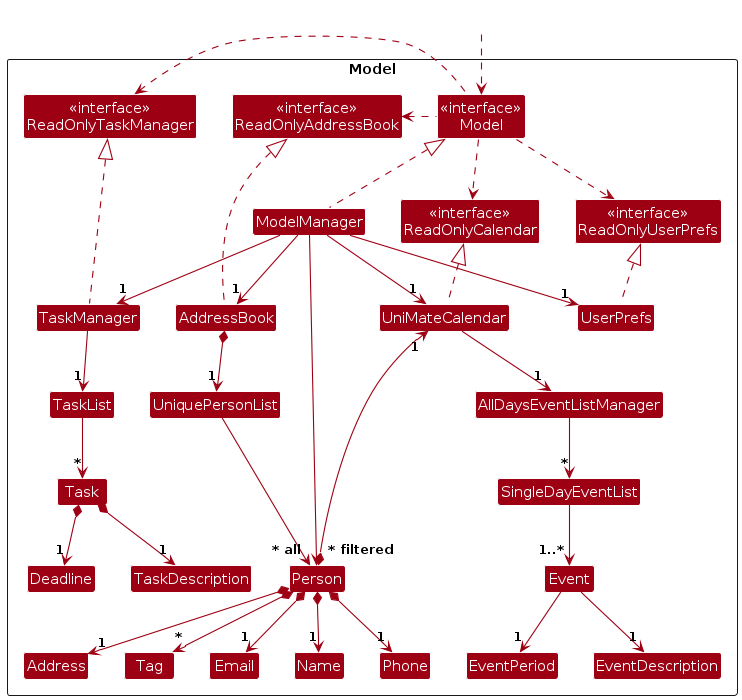 Model
«interface»
ReadOnlyTaskManager
«interface»
ReadOnlyAddressBook
«interface»
Model
ModelManager
«interface»
ReadOnlyCalendar
«interface»
ReadOnlyUserPrefs
1
1
1
1
TaskManager
AddressBook
UniMateCalendar
UserPrefs
1
1
1
1
TaskList
UniquePersonList
AllDaysEventListManager
*
*
Task
SingleDayEventList
1
1
* all
* filtered
1..*
Deadline
TaskDescription
Person
Event
1
*
1
1
1
1
1
Address
Tag
Email
Name
Phone
EventPeriod
EventDescription